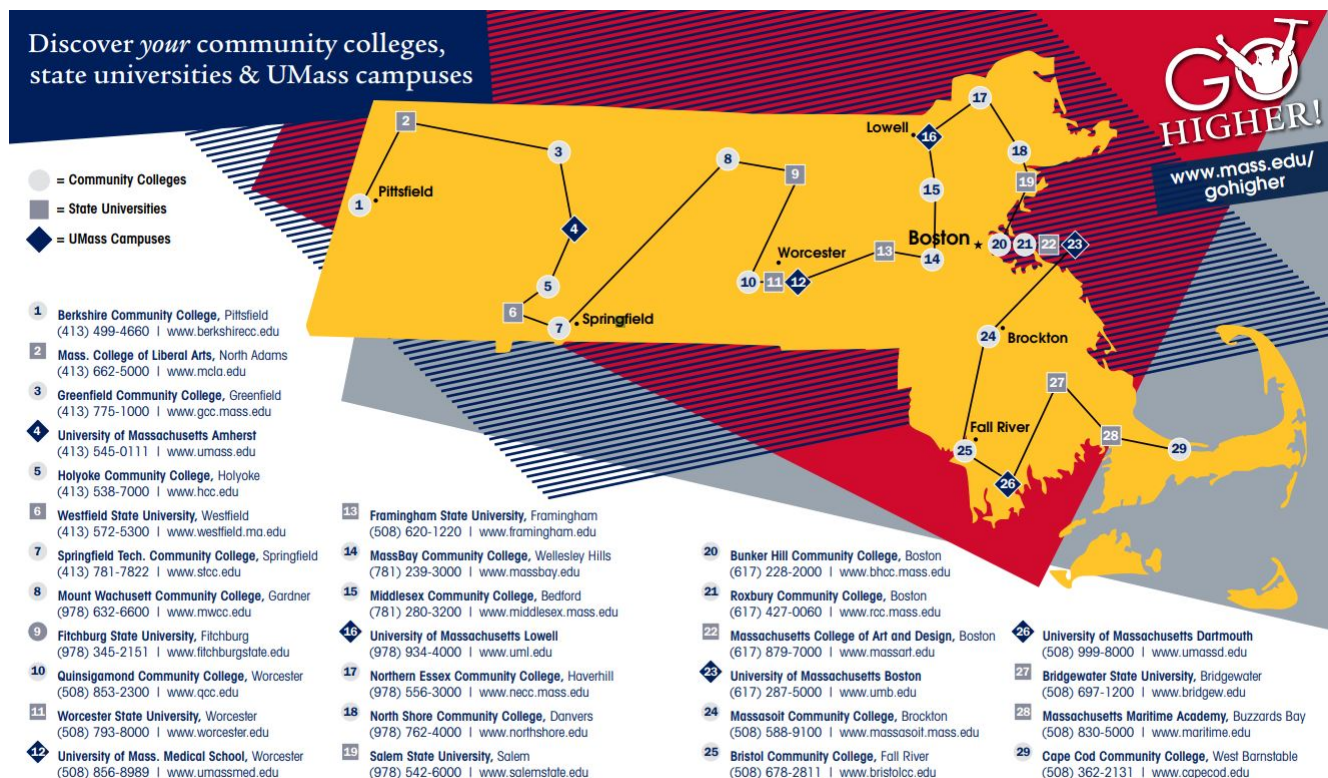 Discover your community colleges,
state universities & UMass campuses
GO
HIGHER!
www.mass.edu/
gohigher
= Community Colleges
= State Universities
= UMass Campuses
1
Pittsfield
2
3
4
5
6
7
Springfield
8
9
10
11
12
Worcester
13
14
15
16
Lowell
17
18
19
Boston
20
21
22
23
24
Brockton
25
Fall River
26
27
28
29
1 Berkshire Community College, Pittsfield
(413) 499-4660 | www.berkshirecc.edu
2 Mass. College of Liberal Arts, North Adams
(413) 662-5000 | www.mcla.edu
3 Greenfield Community College, Greenfield
(413) 775-1000 | www.gcc.mass.edu
4 University of Massachusetts Amherst
(413) 545-0111 | www.umass.edu
5 Holyoke Community College, Holyoke
(413) 538-7000 | www.hcc.edu
6 Westfield State University, Westfield
(413) 572-5300 | www.westfield.ma.edu
7 Springfield Tech. Community College, Springfield
(413) 781-7822 | www.stcc.edu
8 Mount Wachusett Community College, Gardner
(978) 632-6600 | www.mwcc.edu
9 Fitchburg State University, Fitchburg
(978) 345-2151 | www.fitchburgstate.edu
10 Quinsigamond Community College, Worcester
(508) 853-2300 | www.qcc.edu
11 Worcester State University, Worcester
(508) 793-8000 | www.worcester.edu
12 University of Mass. Medical School, Worcester
(508) 856-8989 | www.umassmed.edu
13 Framingham State University, Framingham
(508) 620-1220 | www.framingham.edu
14 MassBay Community College, Wellesley Hills
(781) 239-3000 | www.massbay.edu
15 Middlesex Community College, Bedford
(781) 280-3200 | www.middlesex.mass.edu
16 University of Massachusetts Lowell
(978) 934-4000 | www.uml.edu
17 Northern Essex Community College, Haverhill
(978) 556-3000 | www.necc.mass.edu
18 North Shore Community College, Danvers
(978) 762-4000 | www.northshore.edu
19 Salem State University, Salem
(978) 542-6000 | www.salemstate.edu
20 Bunker Hill Community College, Boston
(617) 228-2000 | www.bhcc.mass.edu
21 Roxbury Community College, Boston
(617) 427-0060 | www.rcc.mass.edu
22 Massachusetts College of Art and Design, Boston
(617) 879-7000 | www.massart.edu
23 University of Massachusetts Boston
(617) 287-5000 | www.umb.edu
24 Massasoit Community College, Brockton
(508) 588-9100 | www.massasoit.mass.edu
25 Bristol Community College, Fall River
(508) 678-2811 | www.bristolcc.edu
26 University of Massachusetts Dartmouth
(508) 999-8000 | www.umassd.edu
27 Bridgewater State University, Bridgewater
(508) 697-1200 | www.bridgew.edu
28 Massachusetts Maritime Academy, Buzzards Bay
(508) 830-5000 | www.maritime.edu
29 Cape Cod Community College, West Barnstable
(508) 362-2131 | www.capecod.edu